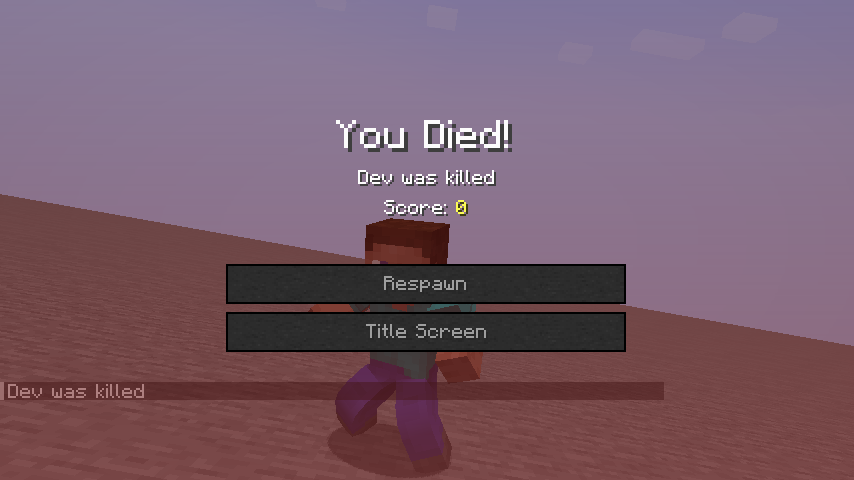 You Died!
Dev was killed
Score: 0
Respawn
Title Screen
Dev was killed